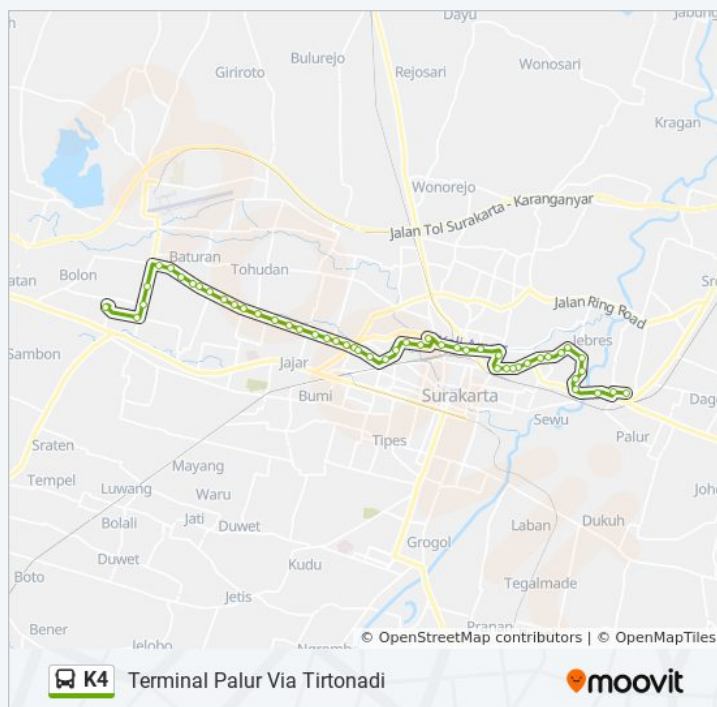 Dayu
Jabung
Bulurejo
Giriroto
Rejosari
Wonosari
Kragan
Wonorejo
Jalan Tol Surakarta - Karanganyar
Baturan
Bolon
Tohudan
atan
Sro
Jalan Ring Road
Jebres
Sambon
Jajar
Bumi
Surakarta
Dage
Sewu
Palur
Tipes
Sraten
Mayang
Tempel
Luwang
Waru
Joh
Jati
Duwet
Bolali
Laban
Dukuh
Duwet
Grogol
Kudu
Boto
Tegalmade
Jetis
Bener
Jelobo
Pranan
© OpenStreetMap contributors | © OpenMapTiles
K4 Terminal Palur Via Tirtonadi
moovit